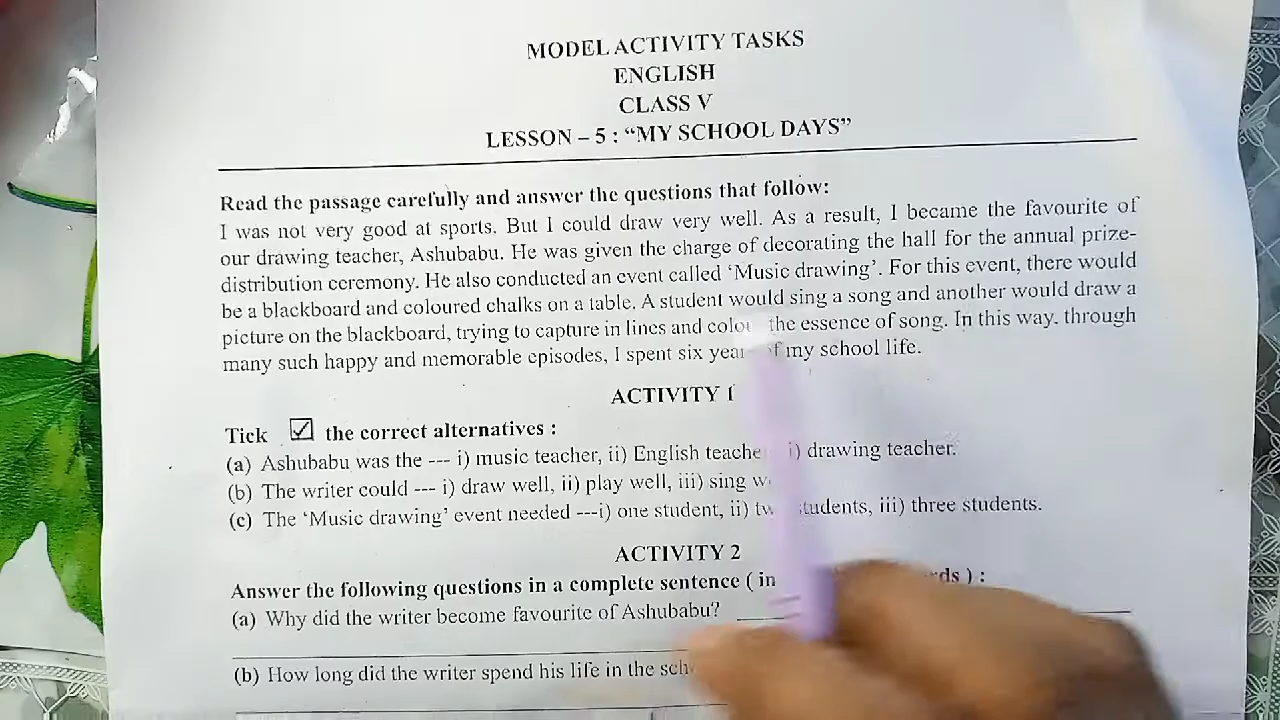 MODEL ACTIVITY TASKS
ENGLISH
CLASS V
LESSON – 5 : “MY SCHOOL DAYS”
Read the passage carefully and answer the questions that follow:
I was not very good at sports. But I could draw very well. As a result, I became the favourite of
our drawing teacher, Ashubabu. He was given the charge of decorating the hall for the annual prize-
distribution ceremony. He also conducted an event called ‘Music drawing’. For this event, there would
be a blackboard and coloured chalks on a table. A student would sing a song and another would draw a
picture on the blackboard, trying to capture in lines and colou the essence of song. In this way. through
many such happy and memorable episodes, I spent six year of my school life.
ACTIVITY 1
Tick ☑ the correct alternatives :
(a) Ashubabu was the --- i) music teacher, ii) English teache i) drawing teacher.
(b) The writer could --- i) draw well, ii) play well, iii) sing w
(c) The ‘Music drawing’ event needed ---i) one student, ii) tw students, iii) three students.
ACTIVITY 2
Answer the following questions in a complete sentence ( in rds ) :
(a) Why did the writer become favourite of Ashubabu?
(b) How long did the writer spend his life in the sch